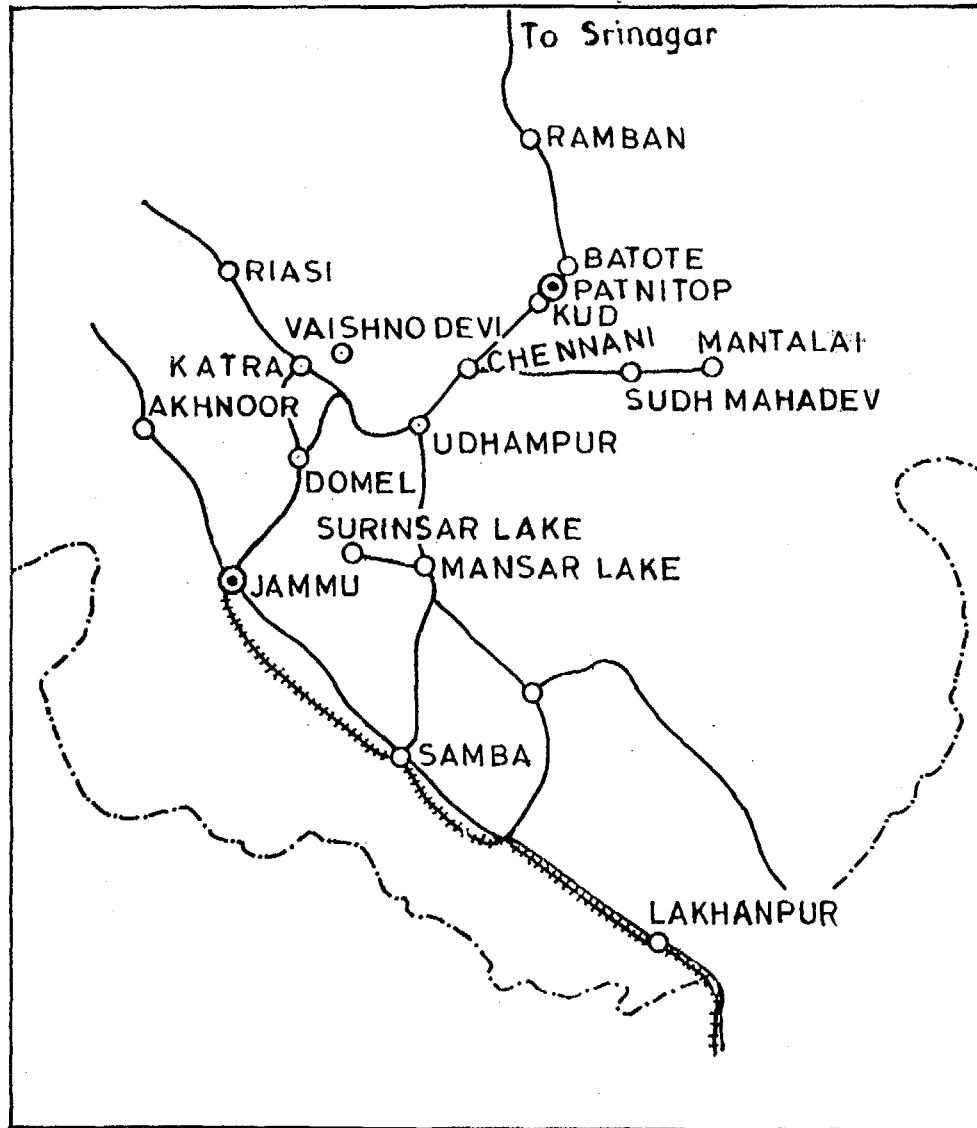 To Srinagar
RAMBAN
BATOTE
RIASI
PATNITOP
KUD
VAISHNO DEVI
CHENNANI
MANTALAI
KATRA
AKHNOOR
SUDH MAHADEV
UDHAMPUR
DOMEL
SURINSAR LAKE
JAMMU
MANSAR LAKE
SAMBA
LAKHANPUR